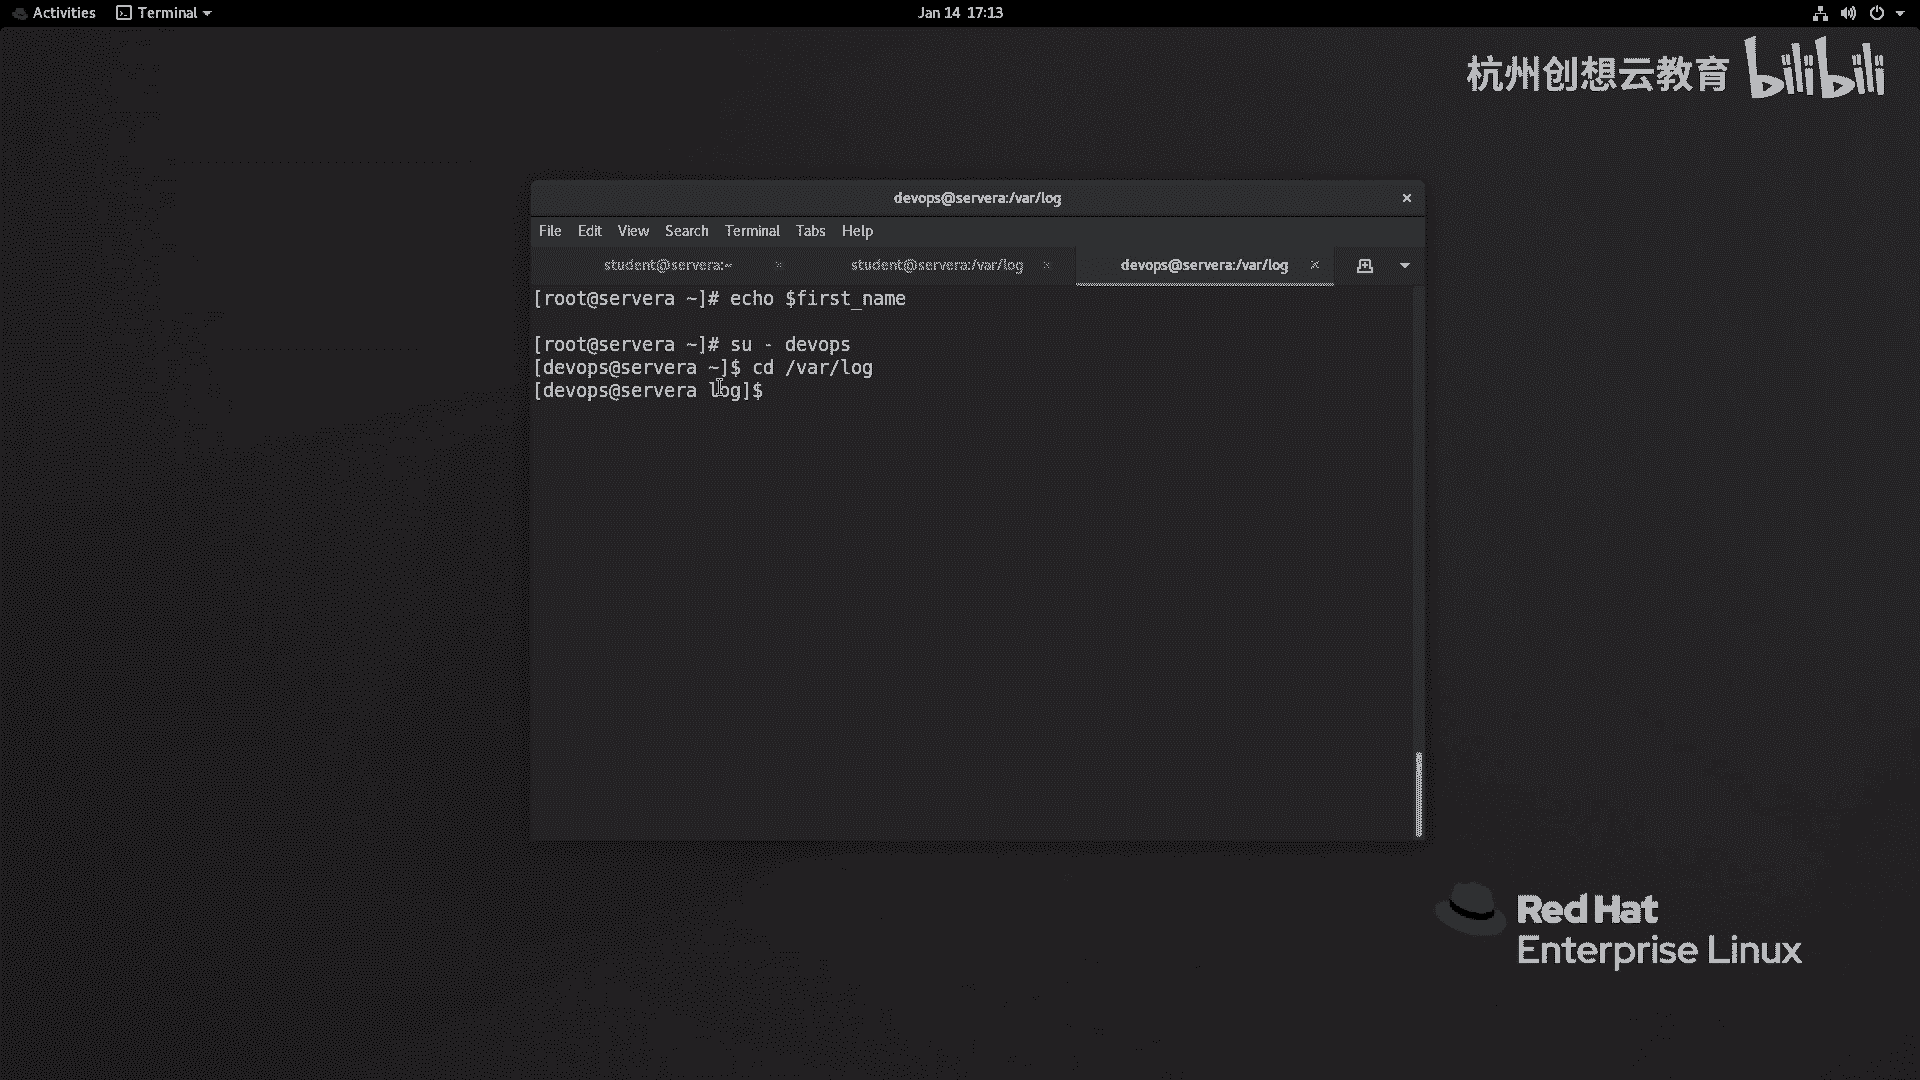 Activities Terminal Jan 14 17:13
杭州创想云教育 bilibili
devops@servera:/var/log
File Edit View Search Terminal Tabs Help
student@servera:~ student@servera:/var/log devops@servera:/var/log
[root@servera ~]# echo $first_name
[root@servera ~]# su - devops
[devops@servera ~]$ cd /var/log
[devops@servera log]$
Red Hat
Enterprise Linux